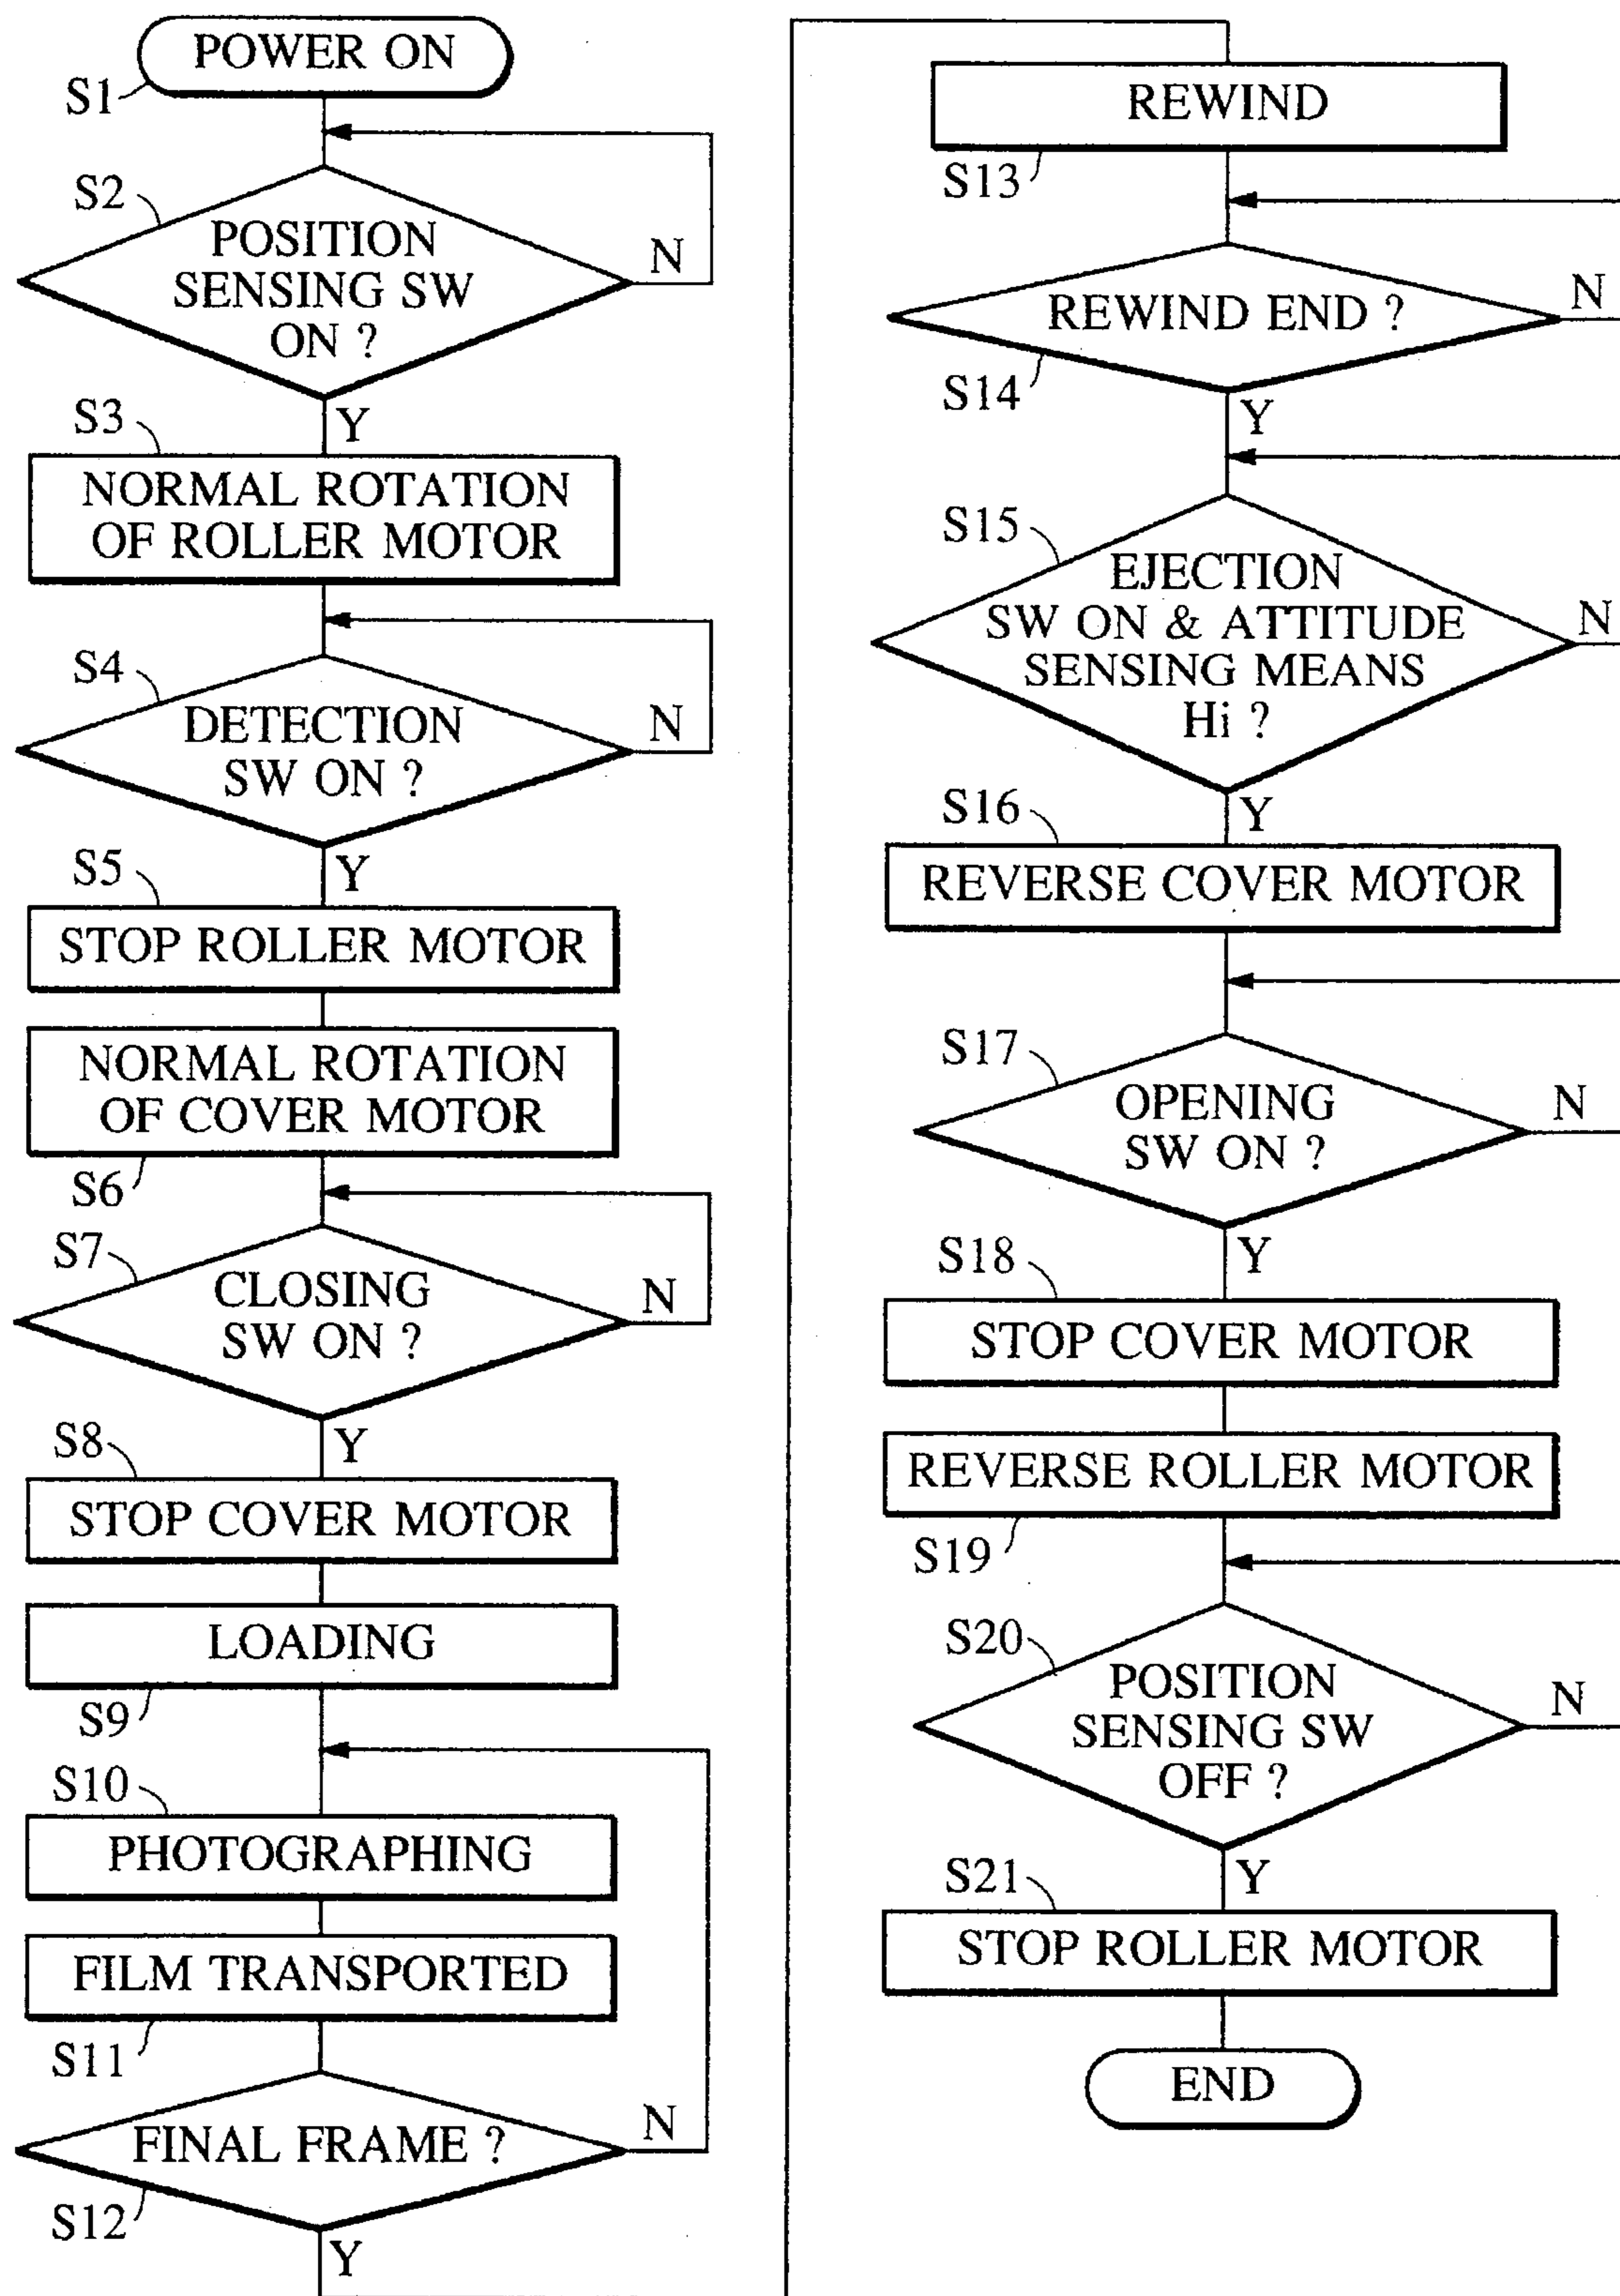 POWER ON
S1
S2
POSITION
SENSING SW
ON ?
N
Y
S3
NORMAL ROTATION
OF ROLLER MOTOR
S4
DETECTION
SW ON ?
N
Y
S5
STOP ROLLER MOTOR
NORMAL ROTATION
OF COVER MOTOR
S6
S7
CLOSING
SW ON ?
N
Y
S8
STOP COVER MOTOR
LOADING
S9
S10
PHOTOGRAPHING
FILM TRANSPORTED
S11
FINAL FRAME ?
N
S12
Y
REWIND
S13
REWIND END ?
N
S14
Y
S15
EJECTION
SW ON & ATTITUDE
SENSING MEANS
Hi ?
N
Y
S16
REVERSE COVER MOTOR
S17
OPENING
SW ON ?
N
Y
S18
STOP COVER MOTOR
REVERSE ROLLER MOTOR
S19
S20
POSITION
SENSING SW
OFF ?
N
Y
S21
STOP ROLLER MOTOR
END